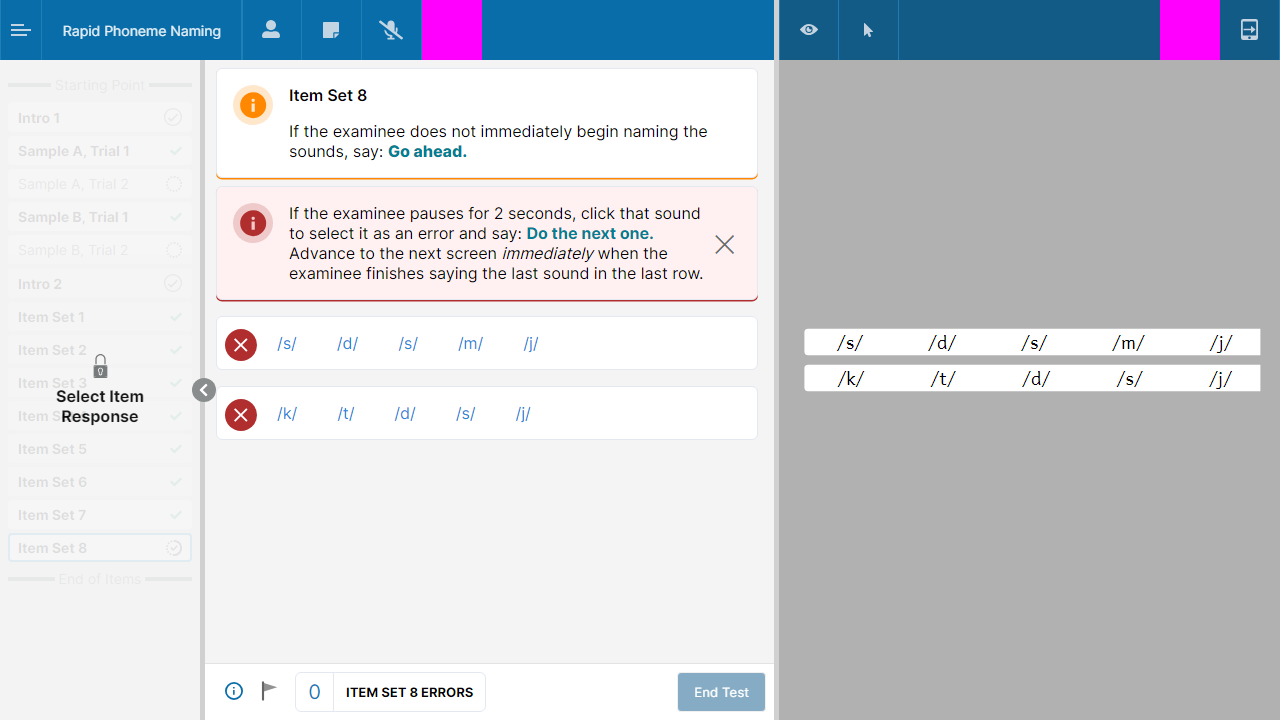 Rapid Phoneme Naming
Starting Point
Intro 1
Sample A, Trial 1
Sample A, Trial 2
Sample B, Trial 1
Sample B, Trial 2
Intro 2
Item Set 1
Item Set 2
Item Set 3
Select Item
Response
Item Set 5
Item Set 6
Item Set 7
Item Set 8
End of Items
Item Set 8
If the examinee does not immediately begin naming the
sounds, say: Go ahead.
If the examinee pauses for 2 seconds, click that sound
to select it as an error and say: Do the next one.
Advance to the next screen immediately when the
examinee finishes saying the last sound in the last row.
/s/ /d/ /s/ /m/ /j/
/k/ /t/ /d/ /s/ /j/
0 ITEM SET 8 ERRORS
End Test
/s/ /d/ /s/ /m/ /j/
/k/ /t/ /d/ /s/ /j/